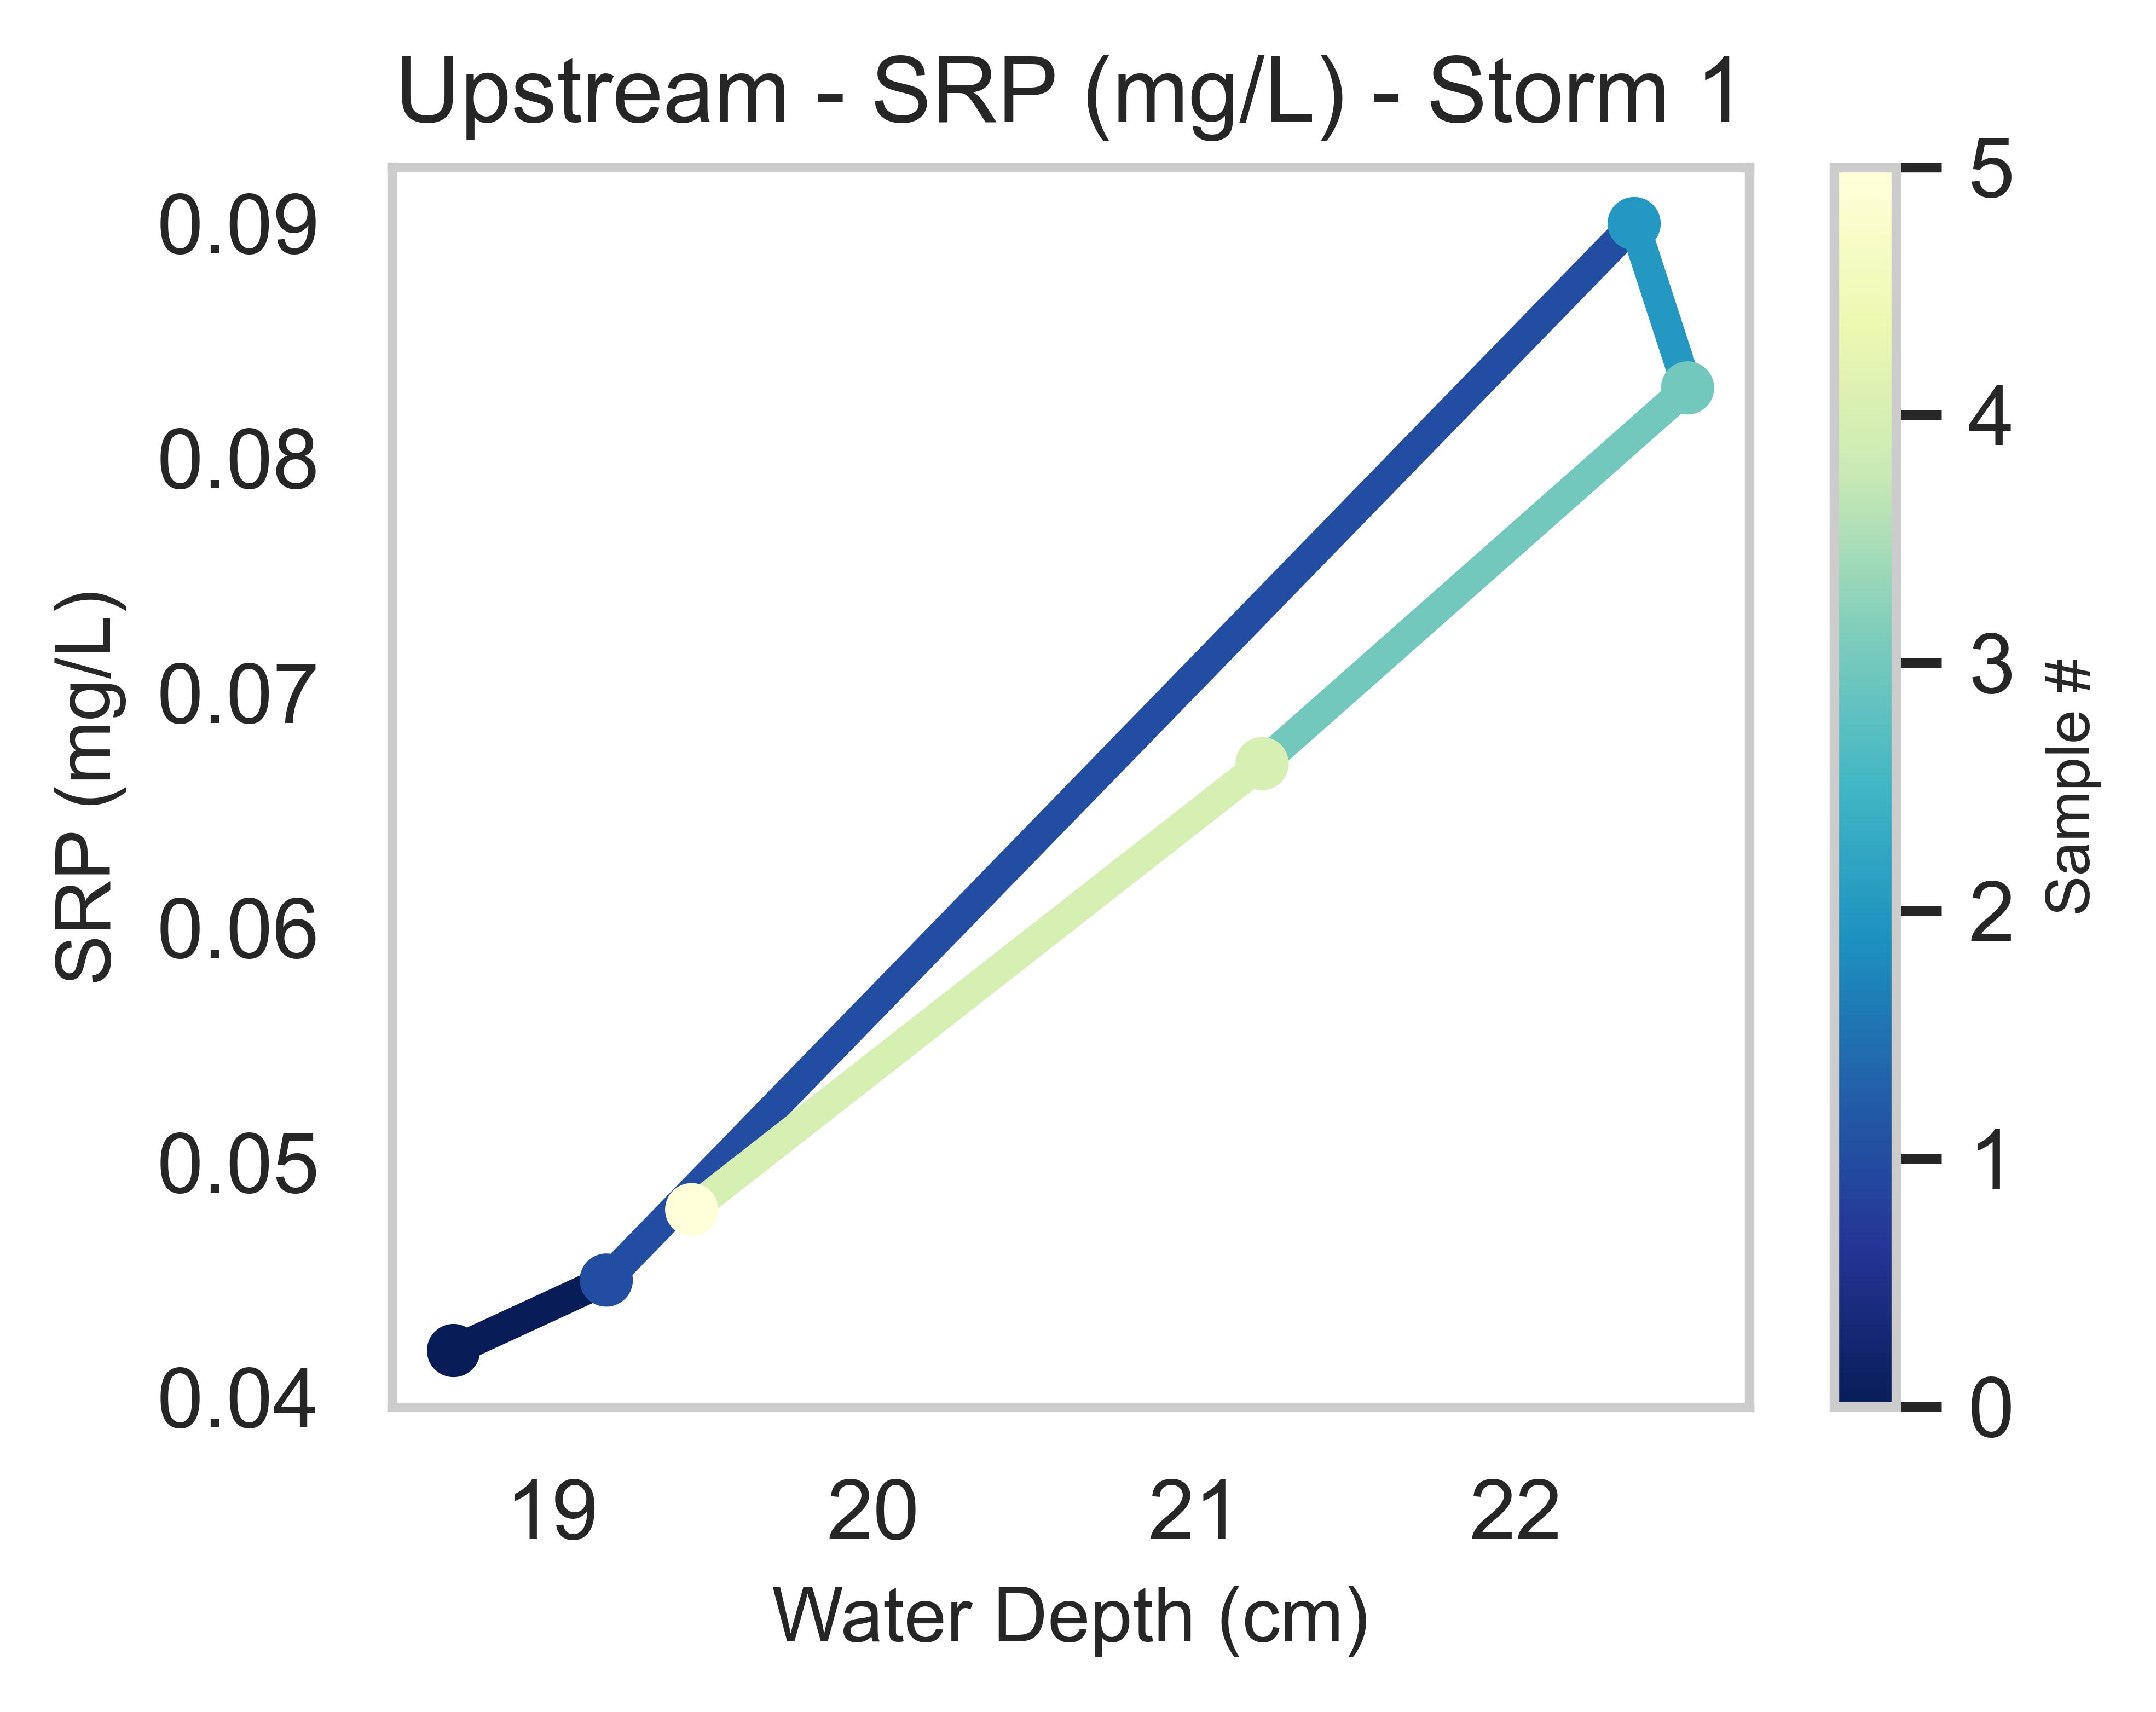 Upstream - SRP (mg/L) - Storm 1
SRP (mg/L)
0.09
0.08
0.07
0.06
0.05
0.04
19 20 21 22
Water Depth (cm)
5
4
3
2
1
0
Sample #